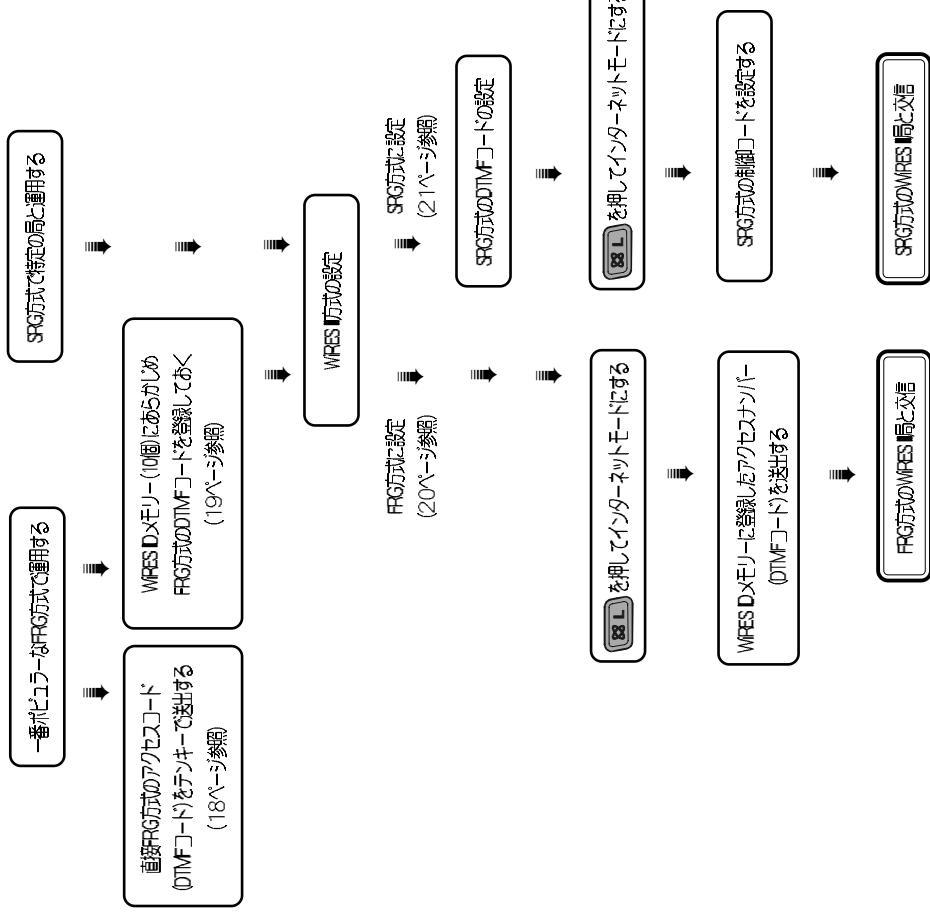 一番ポピュラーなFRG方式で運用する
直接FRG方式のアクセスコード
(DTMFコード)をテンキーで送出する
(18ページ参照)
WIRES IDメモリー(10個)にあらかじめ
FRG方式のDTMFコードを登録しておく
(19ページ参照)
SRG方式で特定の局と運用する
WIRES II方式の設定
FRG方式に設定
(20ページ参照)
SRG方式に設定
(21ページ参照)
SRG方式のDTMFコードの設定
L を押してインターネットモードにする
L を押してインターネットモードにする
WIRES IDメモリーに登録したアクセスナンバー
(DTMFコード)を送出する
SRG方式の制御コードを設定する
FRG方式のWIRES II局と交信
SRG方式のWIRES II局と交信